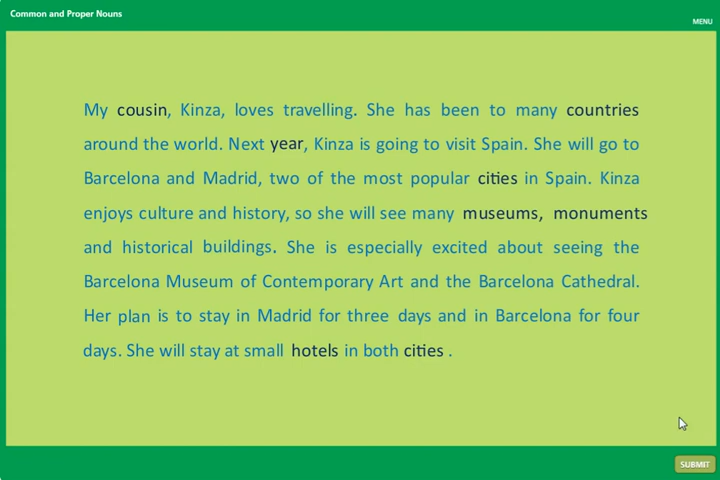 Common and Proper Nouns
MENU
My cousin, Kinza, loves travelling. She has been to many countries
around the world. Next year, Kinza is going to visit Spain. She will go to
Barcelona and Madrid, two of the most popular cities in Spain. Kinza
enjoys culture and history, so she will see many museums, monuments
and historical buildings. She is especially excited about seeing the
Barcelona Museum of Contemporary Art and the Barcelona Cathedral.
Her plan is to stay in Madrid for three days and in Barcelona for four
days. She will stay at small hotels in both cities .
SUBMIT